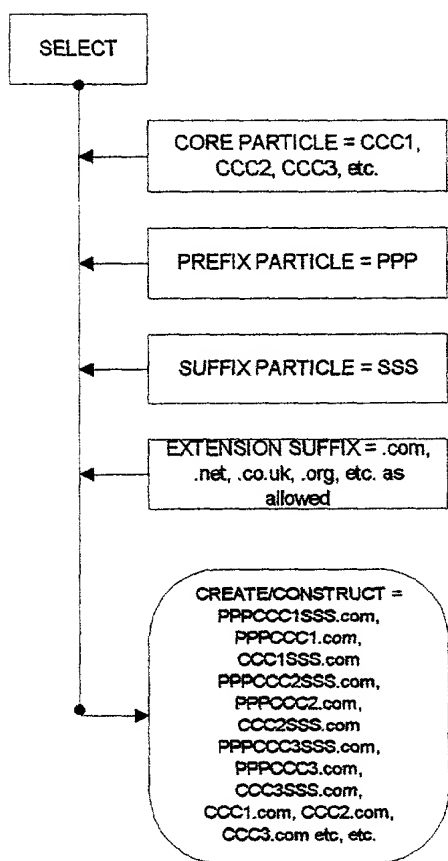 SELECT
CORE PARTICLE = CCC1,
CCC2, CCC3, etc.
PREFIX PARTICLE = PPP
SUFFIX PARTICLE = SSS
EXTENSION SUFFIX = .com,
.net, .co.uk, .org, etc. as
allowed
CREATE/CONSTRUCT =
PPPCCC1SSS.com,
PPPCCC1.com,
CCC1SSS.com
PPPCCC2SSS.com,
PPPCCC2.com,
CCC2SSS.com
PPPCCC3SSS.com,
PPPCCC3.com,
CCC3SSS.com,
CCC1.com, CCC2.com,
CCC3.com etc, etc.